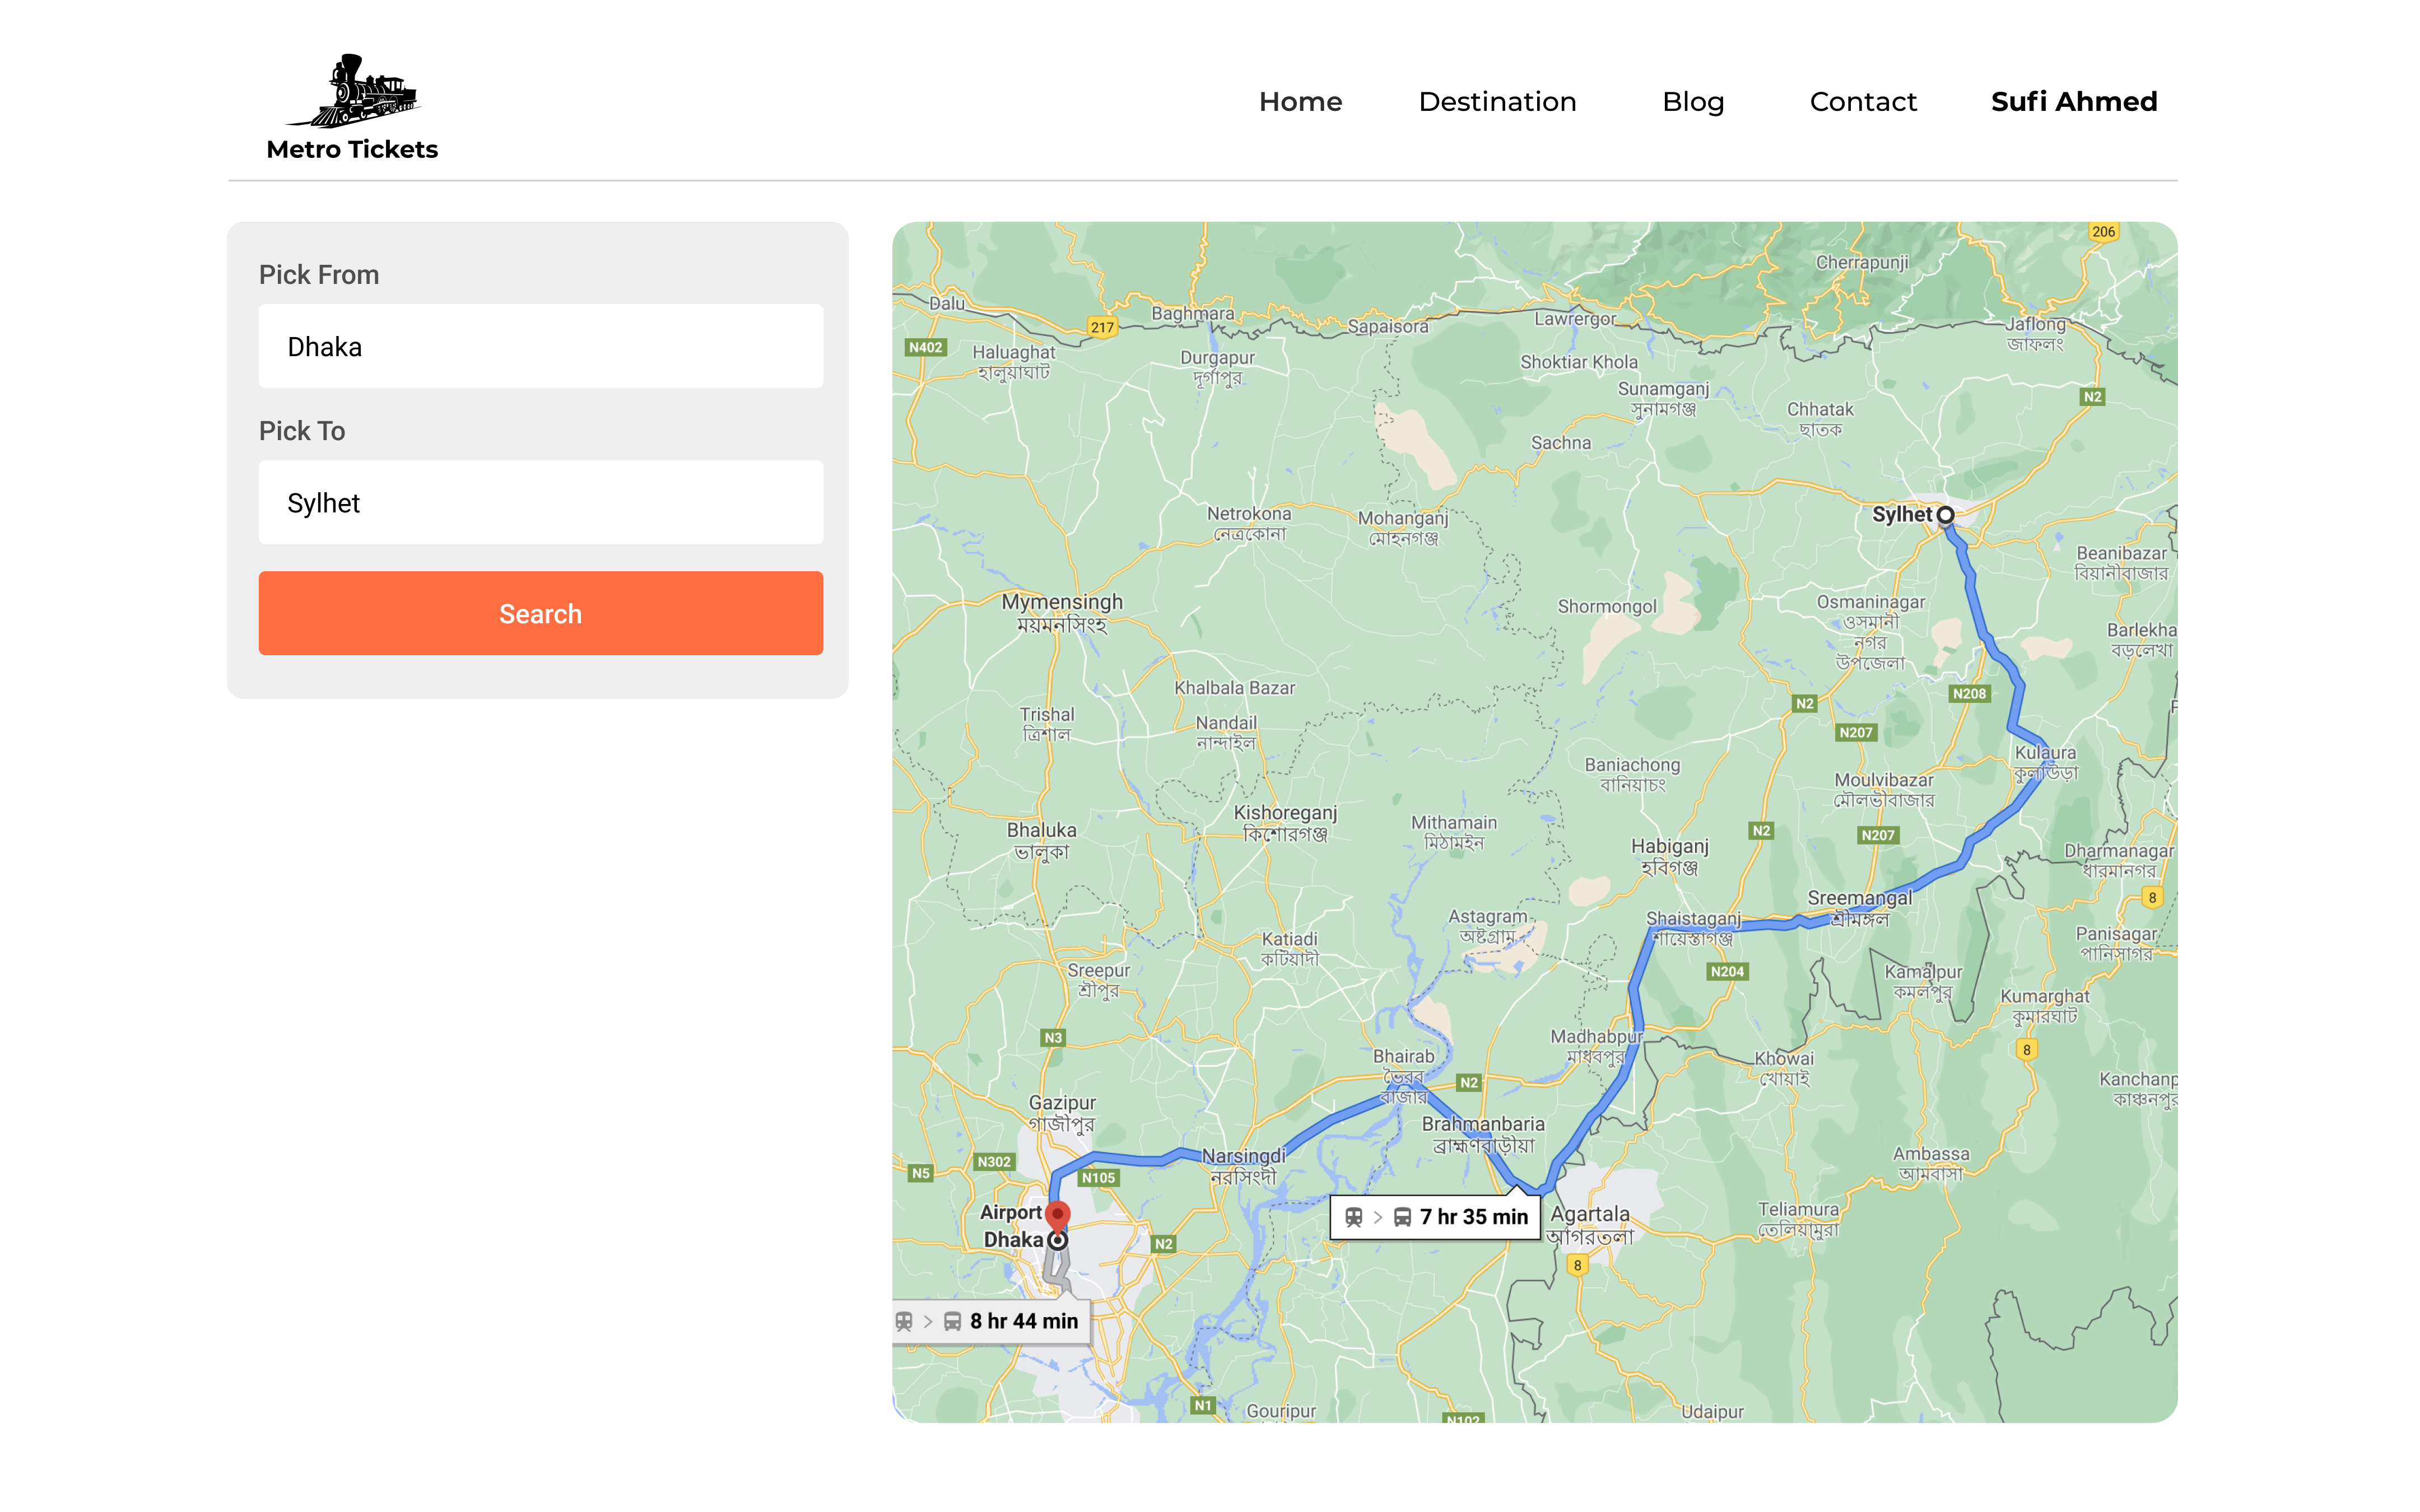 Metro Tickets
Home
Destination
Blog
Contact
Sufi Ahmed
Pick From
Dhaka
Pick To
Sylhet
Search
206
Cherrapunji
Dalu
217
Baghmara
Sapaisora
Lawrergor
Jaflong
জাফলং
N402
Haluaghat
হালুয়াঘাট
Durgapur
দূর্গাপুর
Shoktiar Khola
Sunamganj
সুনামগঞ্জ
N2
Chhatak
ছাতক
Sachna
Netrokona
নেত্রকোনা
Mohanganj
মোহনগঞ্জ
Sylhet
Beanibazar
বিয়ানীবাজার
Mymensingh
ময়মনসিংহ
Shormongol
Osmaninagar
ওসমানী
নগর
উপজেলা
Barlekha
বড়লেখা
Khalbala Bazar
N208
N2
Trishal
ত্রিশাল
Nandail
নান্দাইল
N207
Kulaura
কুলাউড়া
Baniachong
বানিয়াচং
Moulvibazar
মৌলভীবাজার
Kishoreganj
কিশোরগঞ্জ
Mithamain
মিঠামইন
Bhaluka
ভালুকা
N2
N207
Habiganj
হবিগঞ্জ
Dharmanagar
ধারমানগর
8
Sreemangal
শ্রীমঙ্গল
Astagram
অষ্টগ্রাম
Shaistaganj
শায়েস্তাগঞ্জ
Katiadi
কটিয়াদী
Panisagar
পানিসাগর
Sreepur
শ্রীপুর
N204
Kamalpur
কমলপুর
Kumarghat
কুমারঘাট
N3
Madhabpur
মাধবপুর
8
Bhairab
ভৈরব
বাজার
Khowai
খোয়াই
N2
Kanchanp
কাঞ্চনপুর
Gazipur
গাজীপুর
Brahmanbaria
ব্রাহ্মণবাড়ীয়া
N5
N302
N105
Narsingdi
নরসিংদী
Ambassa
আমবাসা
Airport
Dhaka
7 hr 35 min
Agartala
আগরতলা
Teliamura
তেলিয়ামুরা
N2
8
8 hr 44 min
N1
Gouripur
N102
Udaipur